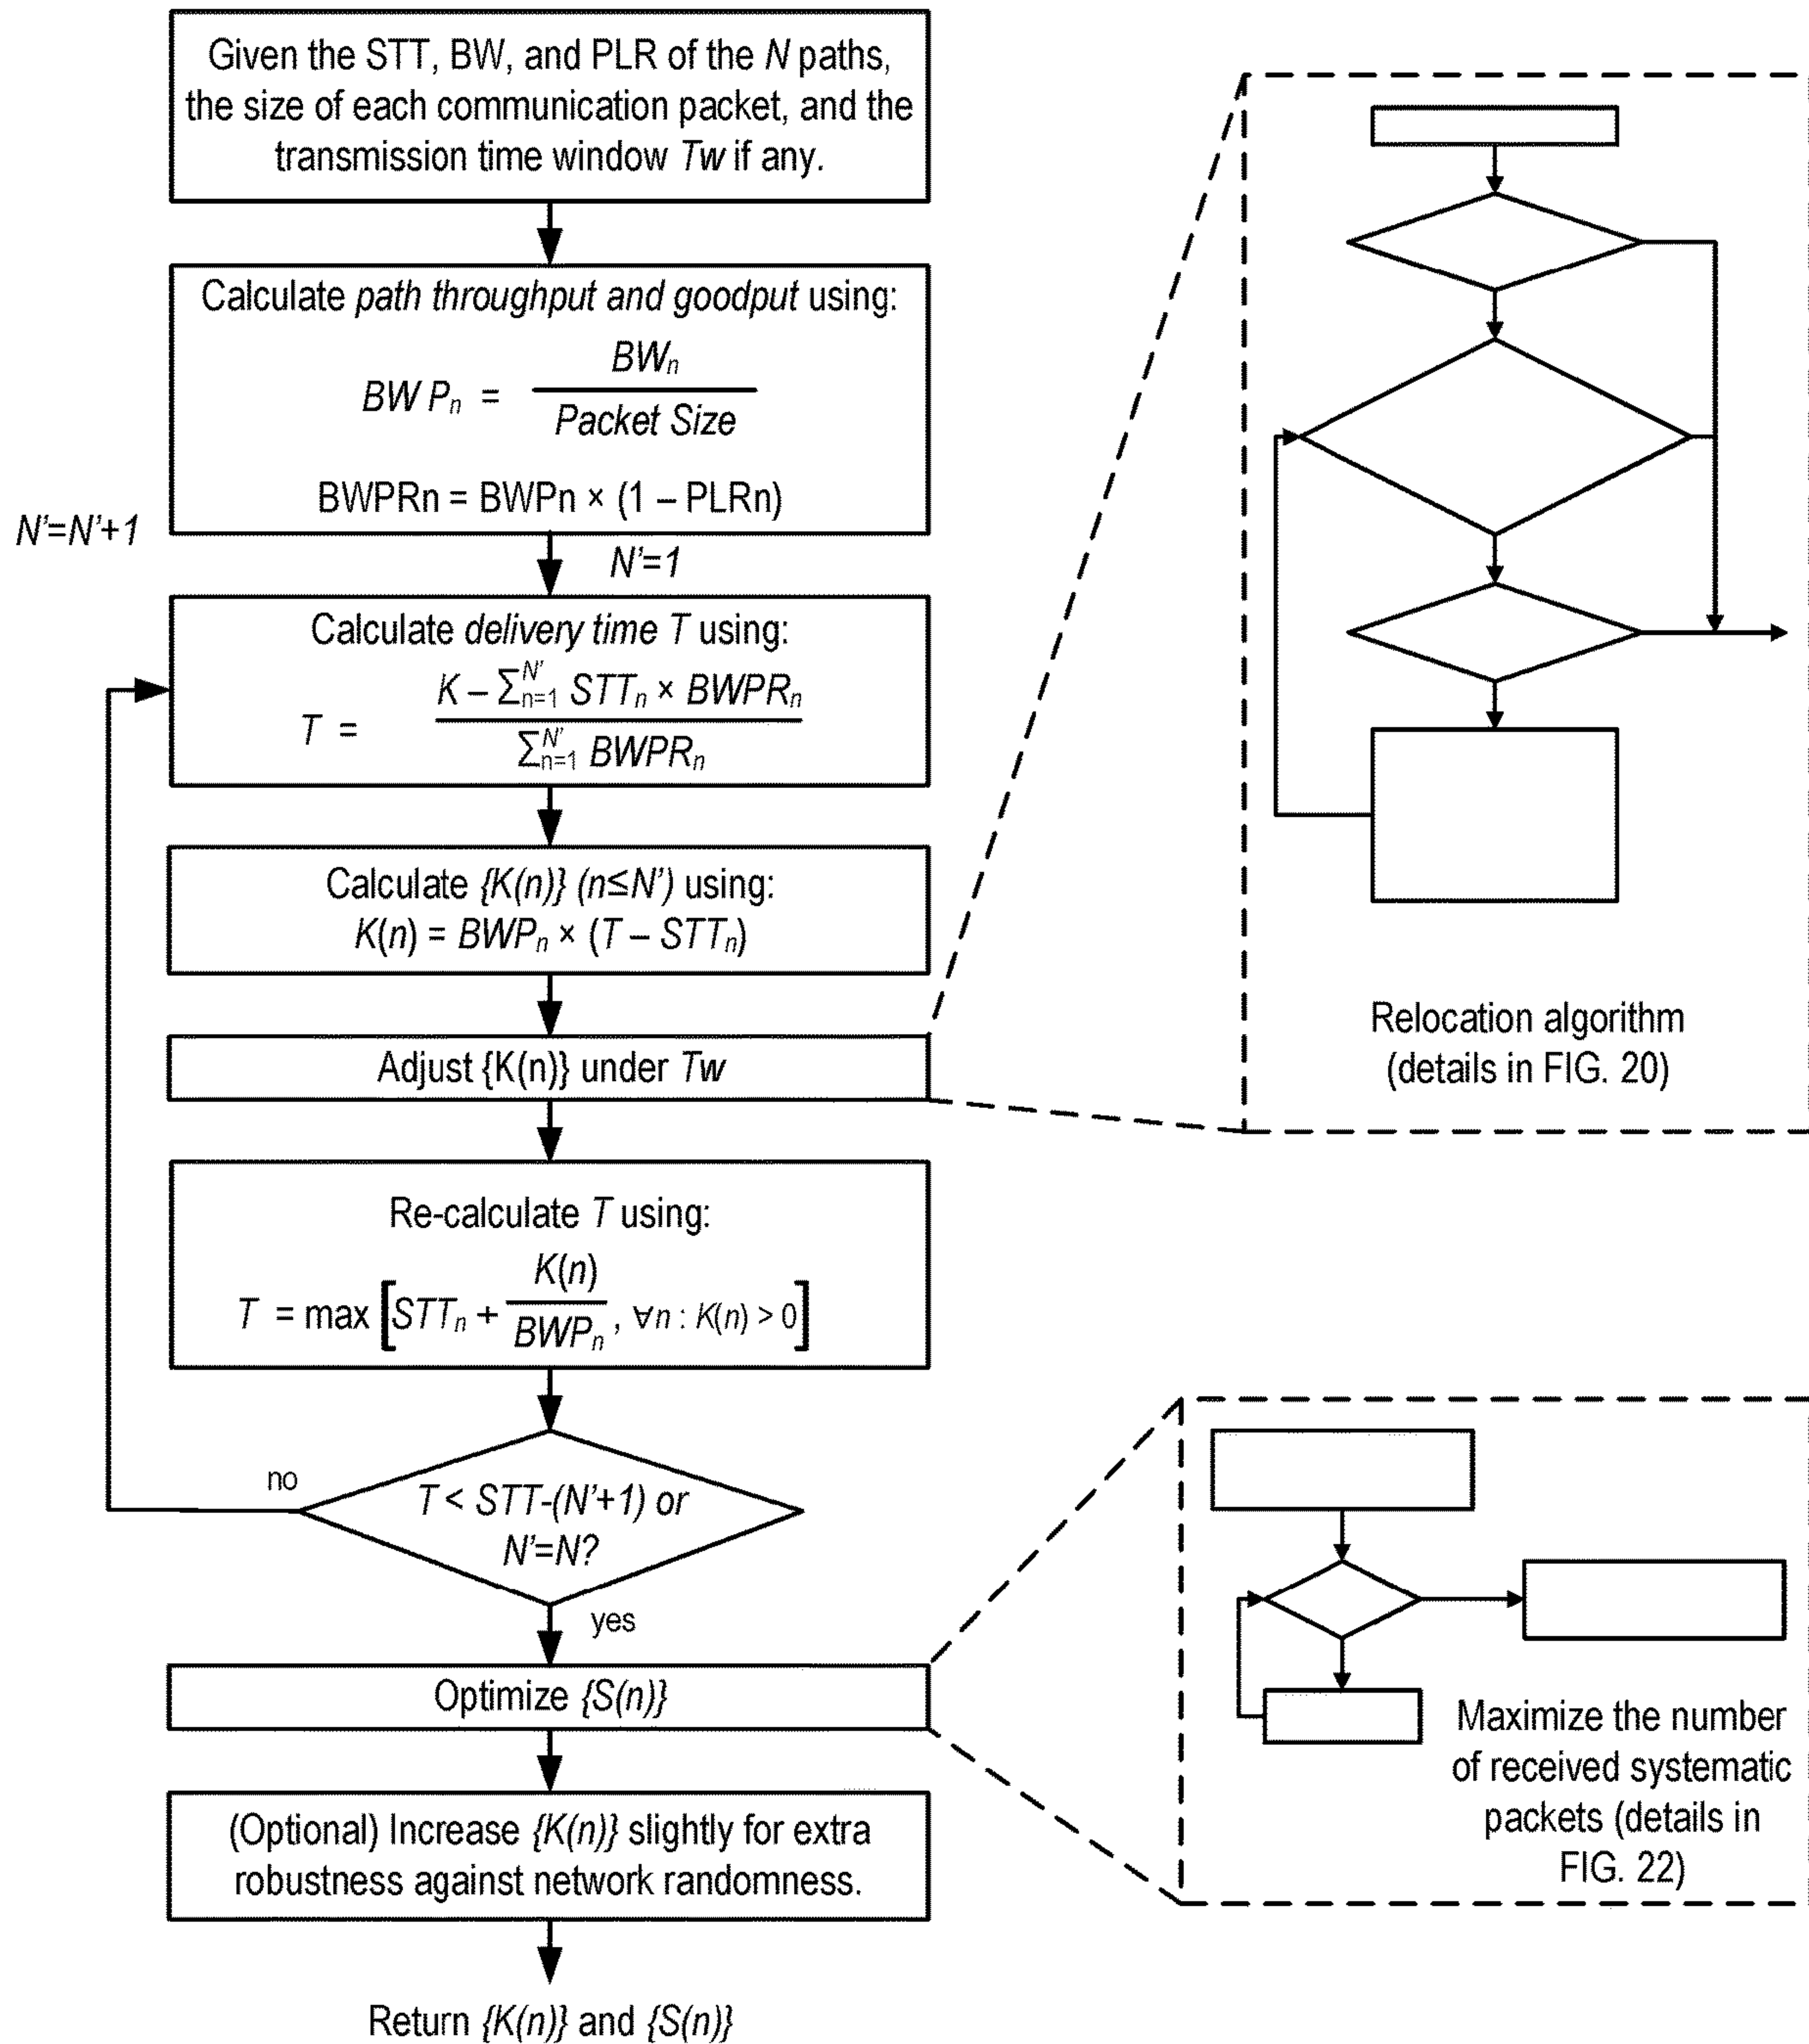 Given the STT, BW, and PLR of the N paths,
the size of each communication packet, and the
transmission time window Tw if any.
Calculate path throughput and goodput using:
BW Pₙ = BWₙ / Packet Size
BWPRn = BWPn × (1 – PLRn)
N'=N'+1
N'=1
Calculate delivery time T using:
T = K – Σₙ₌₁^N' STTₙ × BWPRₙ / Σₙ₌₁^N' BWPRₙ
Calculate {K(n)} (n≤N') using:
K(n) = BWPₙ × (T – STTₙ)
Adjust {K(n)} under Tw
Re-calculate T using:
T = max [STTₙ + K(n) / BWPₙ, ∀n : K(n) > 0]
no
T < STT-(N'+1) or
N'=N?
yes
Optimize {S(n)}
(Optional) Increase {K(n)} slightly for extra
robustness against network randomness.
Return {K(n)} and {S(n)}
Relocation algorithm
(details in FIG. 20)
Maximize the number
of received systematic
packets (details in
FIG. 22)